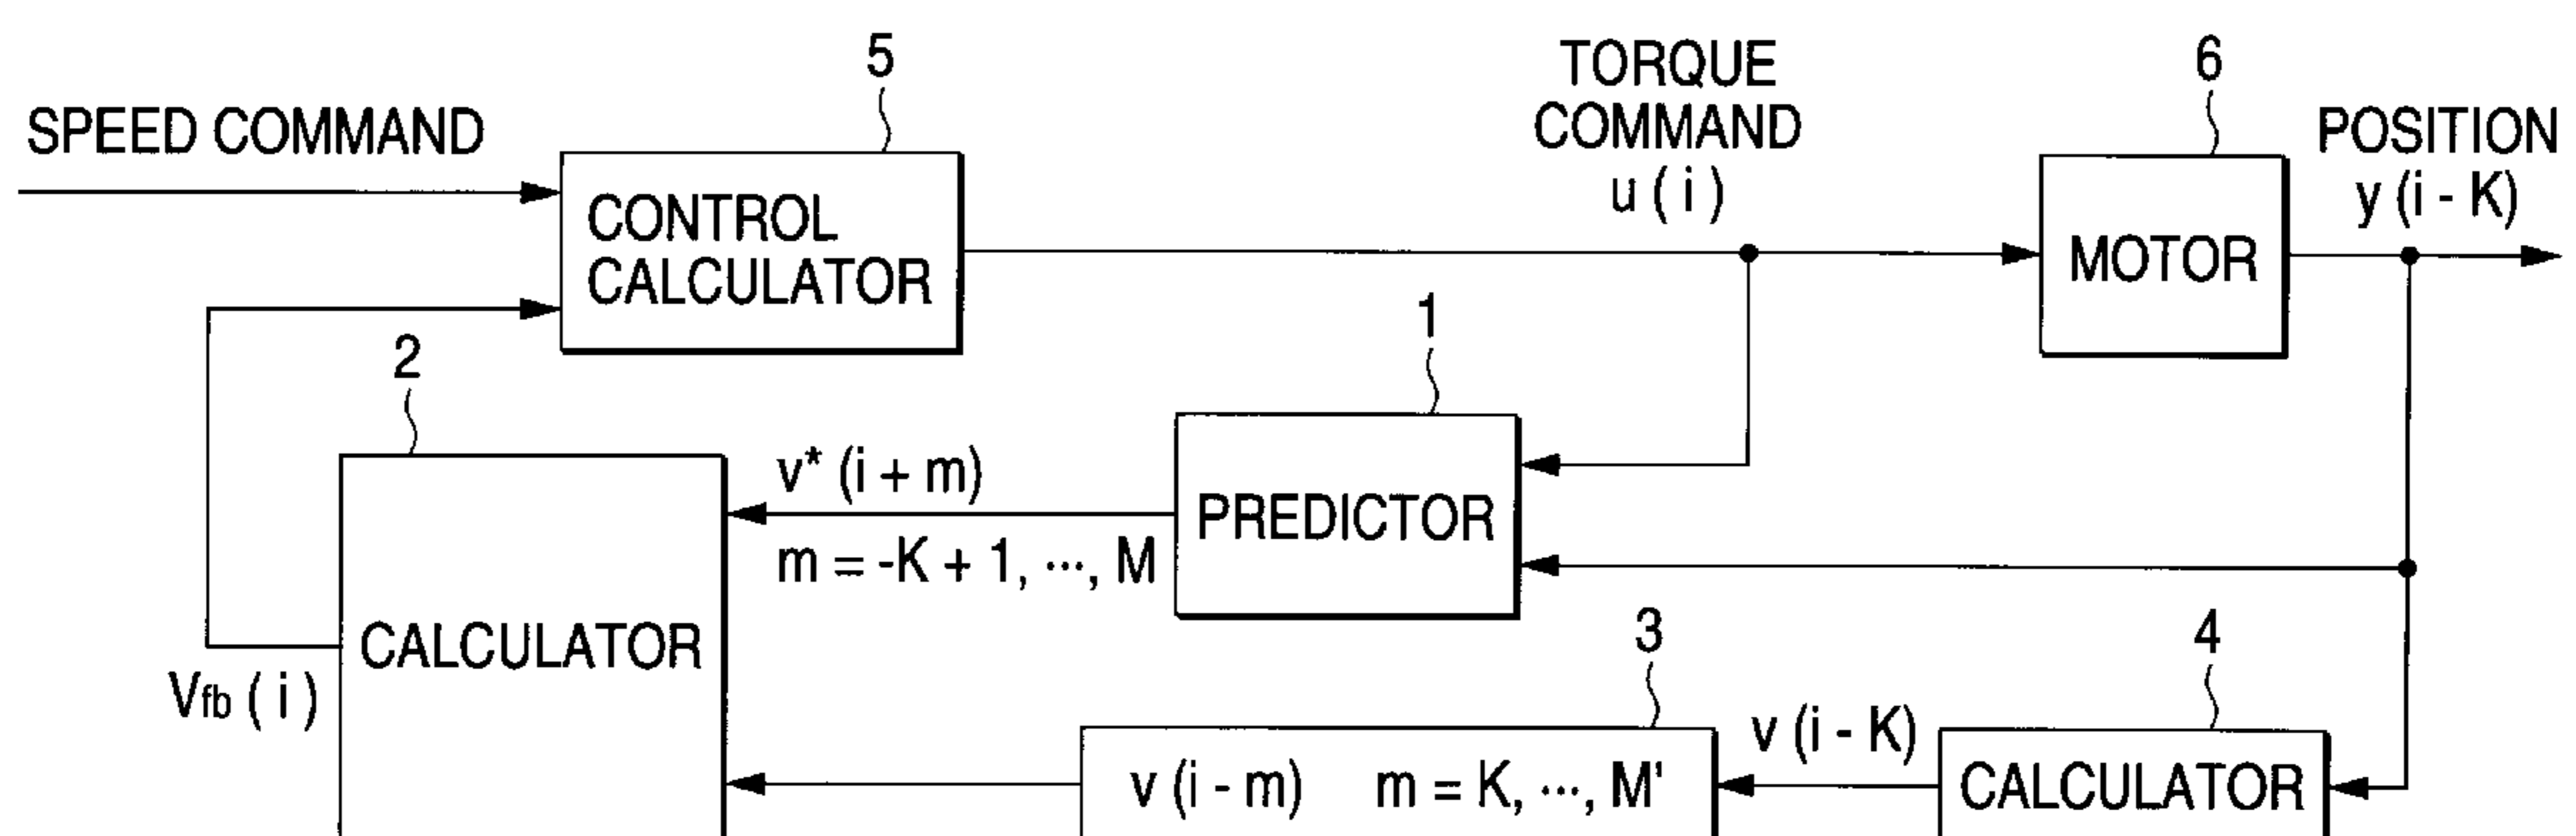 5
TORQUE
COMMAND
u ( i )
6
SPEED COMMAND
POSITION
y (i - K)
CONTROL
CALCULATOR
MOTOR
1
2
v* (i + m)
m = -K + 1, ···, M
PREDICTOR
CALCULATOR
Vfb ( i )
3
4
v (i - m) m = K, ···, M'
v (i - K)
CALCULATOR